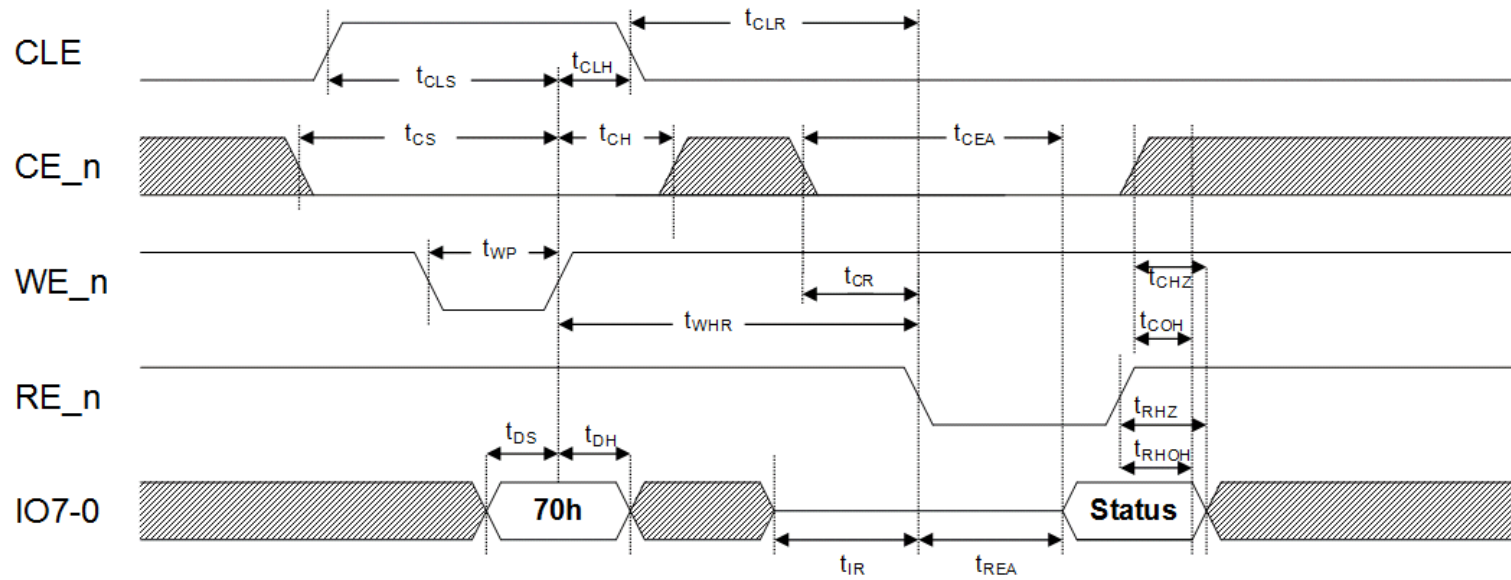 CLE
tCLR
tCLS
tCLH
CE_n
tCS
tCH
tCEA
WE_n
tWP
tCR
tCHZ
tWHR
tCOH
RE_n
tRHZ
tDS
tDH
tRHOH
IO7-0
70h
Status
tIR
tREA